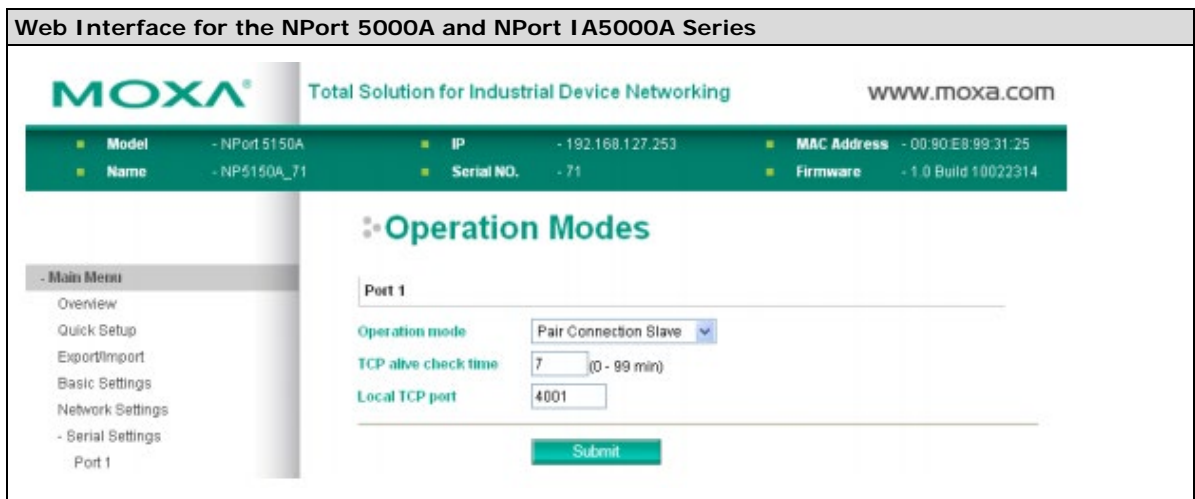 Web Interface for the NPort 5000A and NPort IA5000A Series
MOXA® Total Solution for Industrial Device Networking www.moxa.com
Model - NPort 5150A IP - 192.168.127.253 MAC Address - 00:90:E8:99:31:25
Name - NP5150A_71 Serial NO. - 71 Firmware - 1.0 Build 10022314
Operation Modes
- Main Menu
Overview
Quick Setup
Export/Import
Basic Settings
Network Settings
- Serial Settings
Port 1
Port 1
Operation mode Pair Connection Slave
TCP alive check time 7 (0 - 99 min)
Local TCP port 4001
Submit